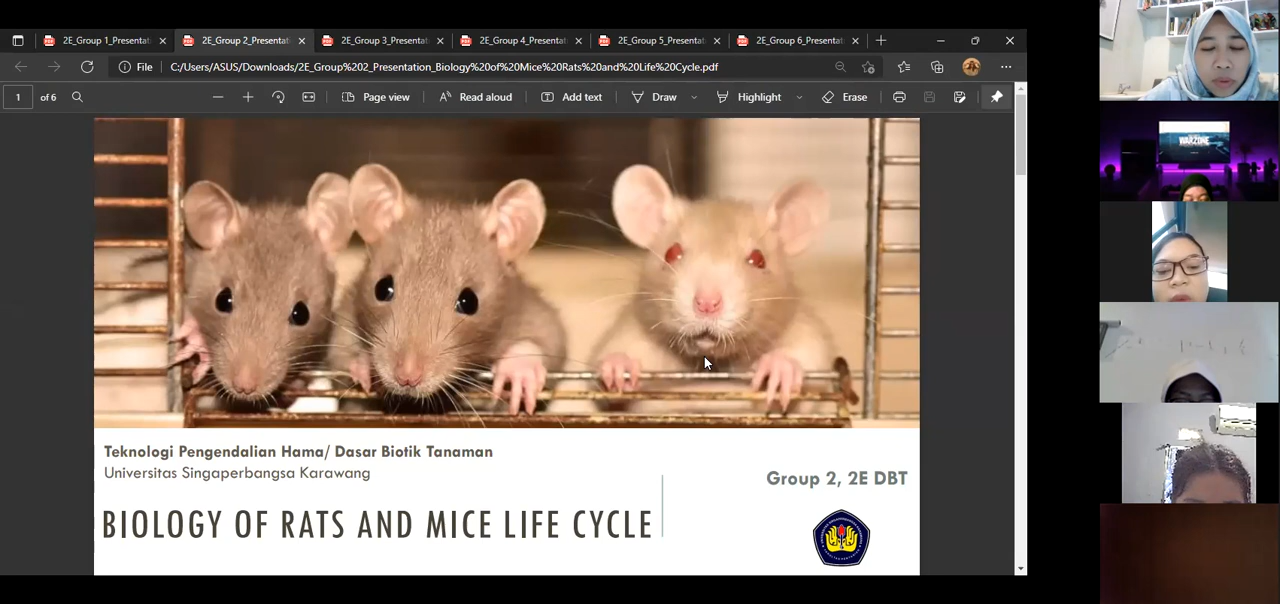 2E_Group 1_Presentat
2E_Group 2_Presentati
2E_Group 3_Presentat
2E_Group 4_Presentat
2E_Group 5_Presentat
2E_Group 6_Presentat
File
C:/Users/ASUS/Downloads/2E_Group%202_Presentation_Biology%20of%20Mice%20Rats%20and%20Life%20Cycle.pdf
1 of 6
Page view
Read aloud
Add text
Draw
Highlight
Erase
Teknologi Pengendalian Hama/ Dasar Biotik Tanaman
Universitas Singaperbangsa Karawang
Group 2, 2E DBT
BIOLOGY OF RATS AND MICE LIFE CYCLE
WARZONE